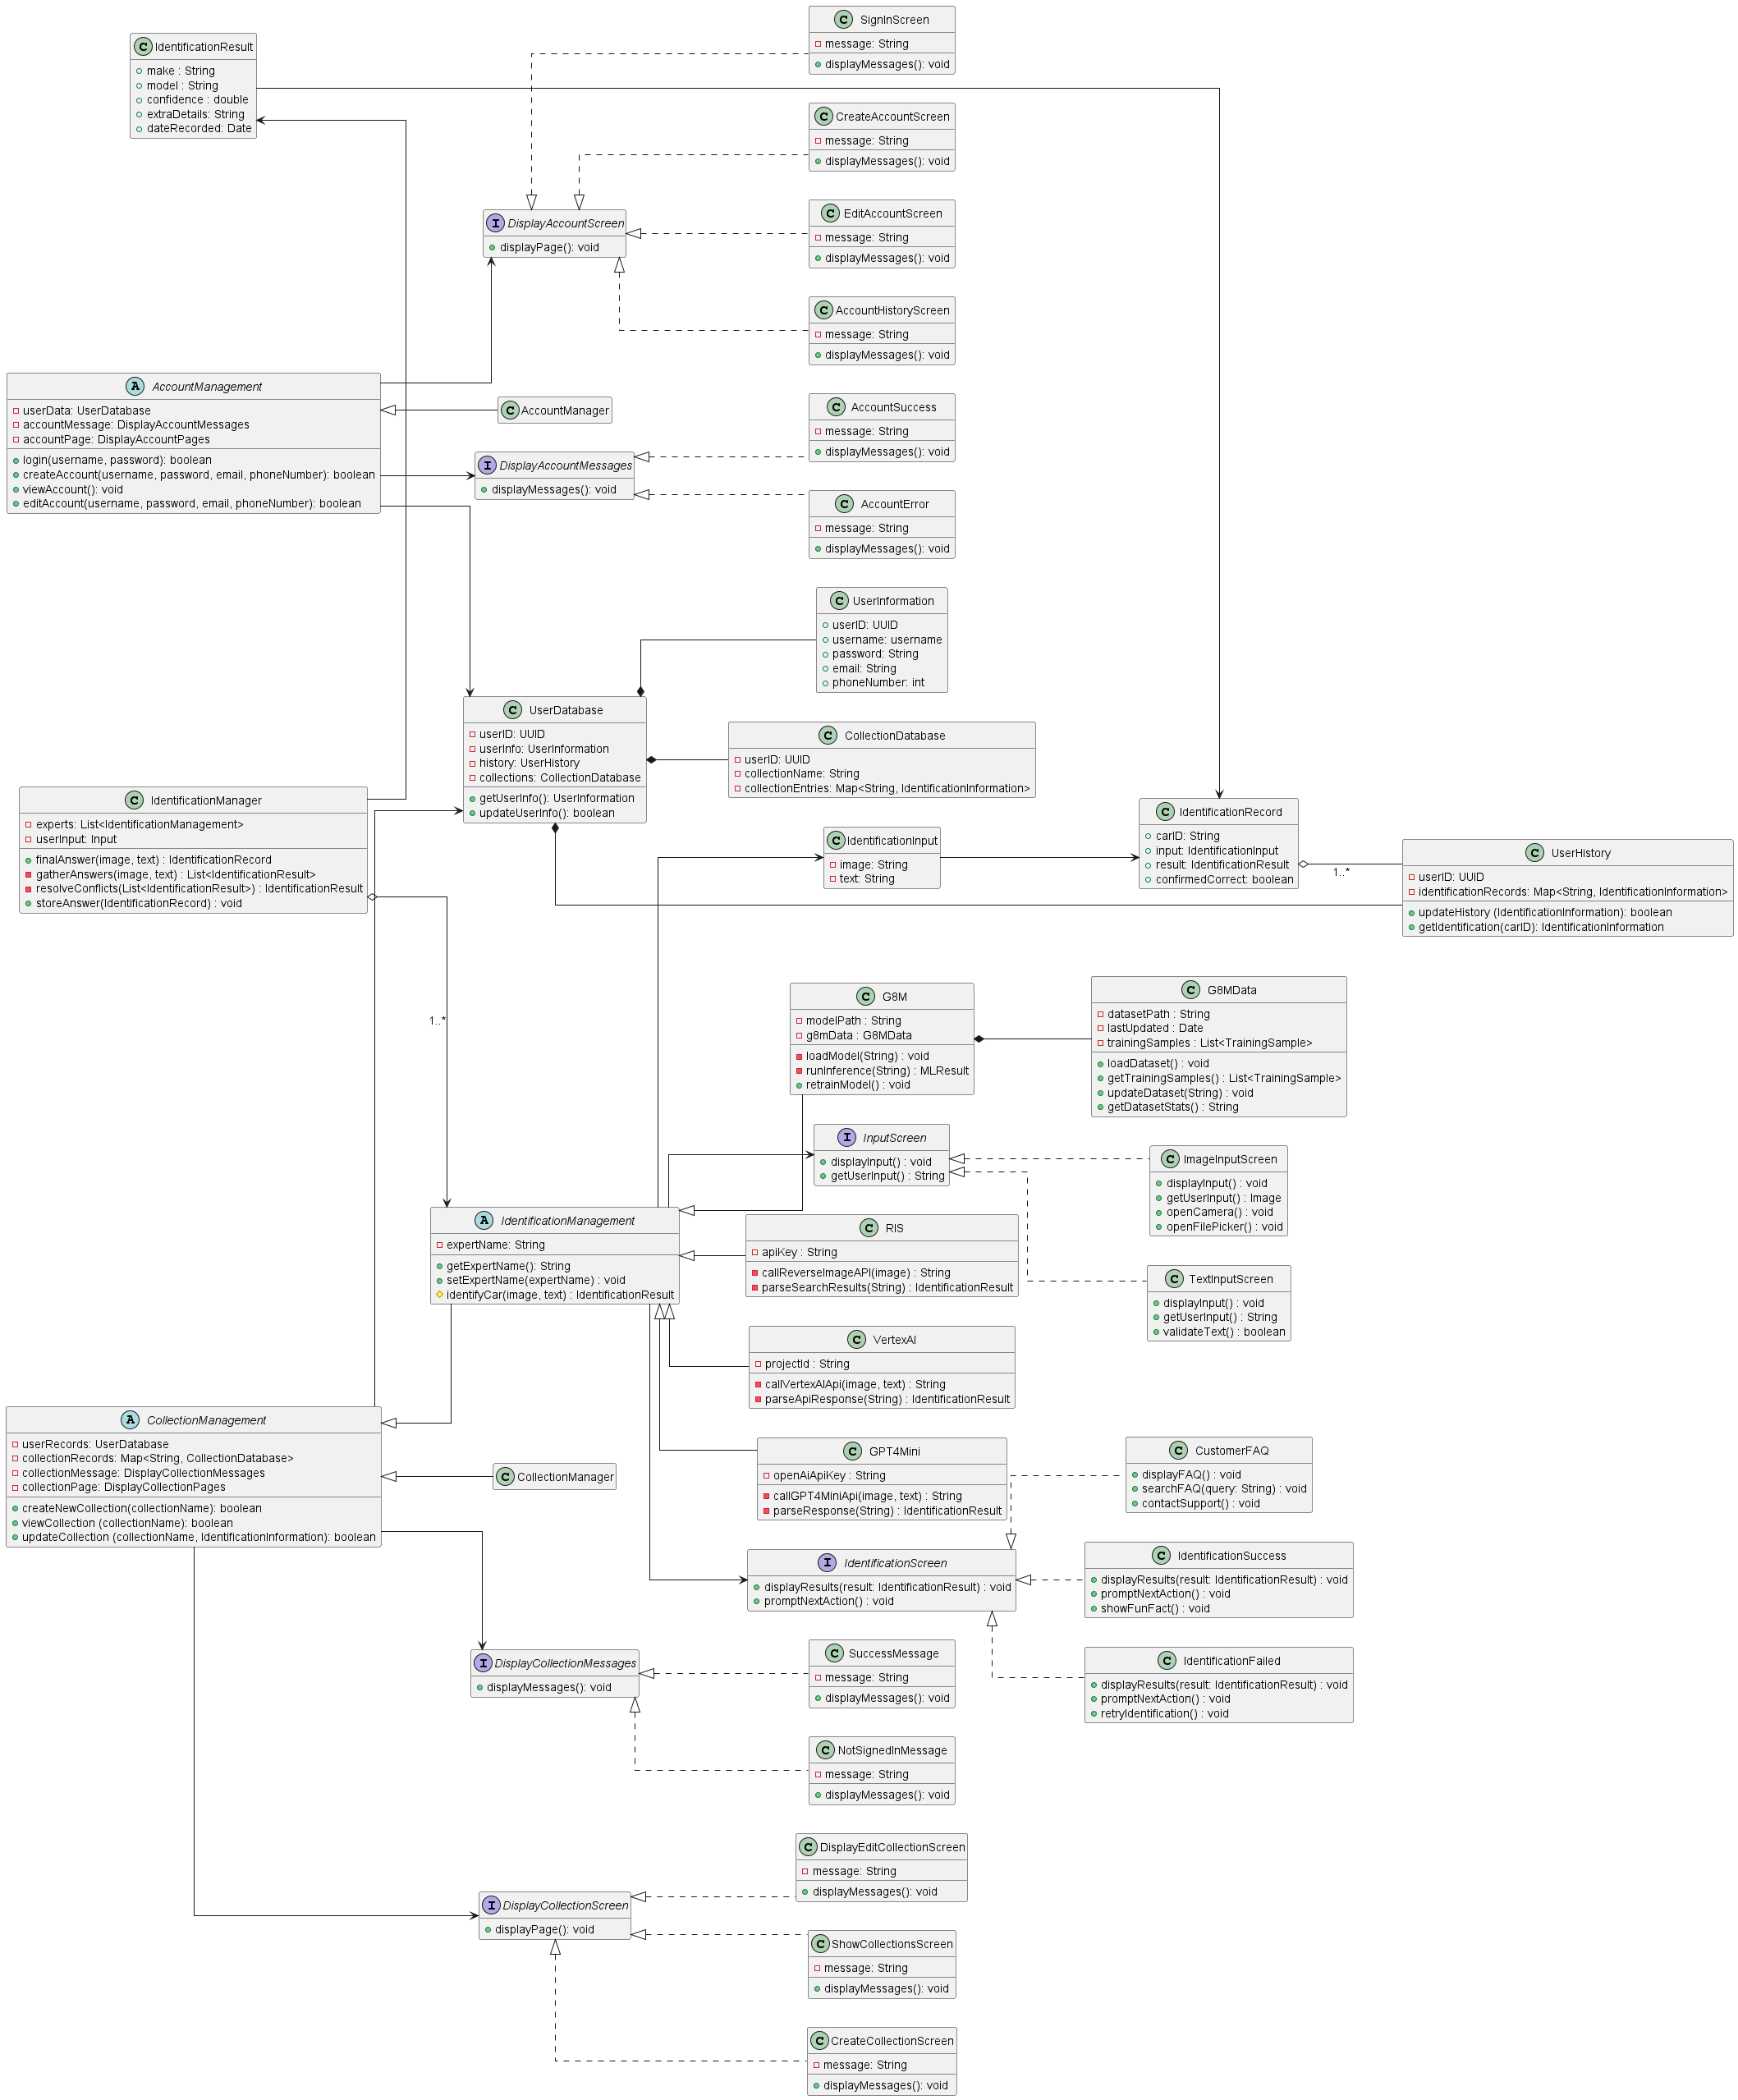 SignInScreen
message: String
displayMessages(): void
IdentificationResult
make : String
model : String
confidence : double
extraDetails: String
dateRecorded: Date
CreateAccountScreen
message: String
displayMessages(): void
EditAccountScreen
message: String
displayMessages(): void
DisplayAccountScreen
displayPage(): void
AccountHistoryScreen
message: String
displayMessages(): void
AccountManagement
userData: UserDatabase
accountMessage: DisplayAccountMessages
accountPage: DisplayAccountPages
login(username, password): boolean
createAccount(username, password, email, phoneNumber): boolean
viewAccount(): void
editAccount(username, password, email, phoneNumber): boolean
AccountManager
AccountSuccess
message: String
displayMessages(): void
DisplayAccountMessages
displayMessages(): void
AccountError
message: String
displayMessages(): void
UserInformation
userID: UUID
username: username
password: String
email: String
phoneNumber: int
UserDatabase
userID: UUID
userInfo: UserInformation
history: UserHistory
collections: CollectionDatabase
getUserInfo(): UserInformation
updateUserInfo(): boolean
CollectionDatabase
userID: UUID
collectionName: String
collectionEntries: Map<String, IdentificationInformation>
IdentificationManager
experts: List<IdentificationManagement>
userInput: Input
finalAnswer(image, text) : IdentificationRecord
gatherAnswers(image, text) : List<IdentificationResult>
resolveConflicts(List<IdentificationResult>) : IdentificationResult
storeAnswer(IdentificationRecord) : void
IdentificationInput
image: String
text: String
IdentificationRecord
carID: String
input: IdentificationInput
result: IdentificationResult
confirmedCorrect: boolean
1..*
UserHistory
userID: UUID
identificationRecords: Map<String, IdentificationInformation>
updateHistory (IdentificationInformation): boolean
getIdentification(carID): IdentificationInformation
1..*
G8M
modelPath : String
g8mData : G8MData
loadModel(String) : void
runInference(String) : MLResult
retrainModel() : void
G8MData
datasetPath : String
lastUpdated : Date
trainingSamples : List<TrainingSample>
loadDataset() : void
getTrainingSamples() : List<TrainingSample>
updateDataset(String) : void
getDatasetStats() : String
InputScreen
displayInput() : void
getUserInput() : String
ImageInputScreen
displayInput() : void
getUserInput() : Image
openCamera() : void
openFilePicker() : void
IdentificationManagement
expertName: String
getExpertName(): String
setExpertName(expertName) : void
identifyCar(image, text) : IdentificationResult
RIS
apiKey : String
callReverseImageAPI(image) : String
parseSearchResults(String) : IdentificationResult
TextInputScreen
displayInput() : void
getUserInput() : String
validateText() : boolean
VertexAI
projectId : String
callVertexAIApi(image, text) : String
parseApiResponse(String) : IdentificationResult
CollectionManagement
userRecords: UserDatabase
collectionRecords: Map<String, CollectionDatabase>
collectionMessage: DisplayCollectionMessages
collectionPage: DisplayCollectionPages
createNewCollection(collectionName): boolean
viewCollection (collectionName): boolean
updateCollection (collectionName, IdentificationInformation): boolean
CollectionManager
GPT4Mini
openAiApiKey : String
callGPT4MiniApi(image, text) : String
parseResponse(String) : IdentificationResult
CustomerFAQ
displayFAQ() : void
searchFAQ(query: String) : void
contactSupport() : void
IdentificationScreen
displayResults(result: IdentificationResult) : void
promptNextAction() : void
IdentificationSuccess
displayResults(result: IdentificationResult) : void
promptNextAction() : void
showFunFact() : void
DisplayCollectionMessages
displayMessages(): void
SuccessMessage
message: String
displayMessages(): void
IdentificationFailed
displayResults(result: IdentificationResult) : void
promptNextAction() : void
retryIdentification() : void
NotSignedInMessage
message: String
displayMessages(): void
DisplayEditCollectionScreen
message: String
displayMessages(): void
DisplayCollectionScreen
displayPage(): void
ShowCollectionsScreen
message: String
displayMessages(): void
CreateCollectionScreen
message: String
displayMessages(): void